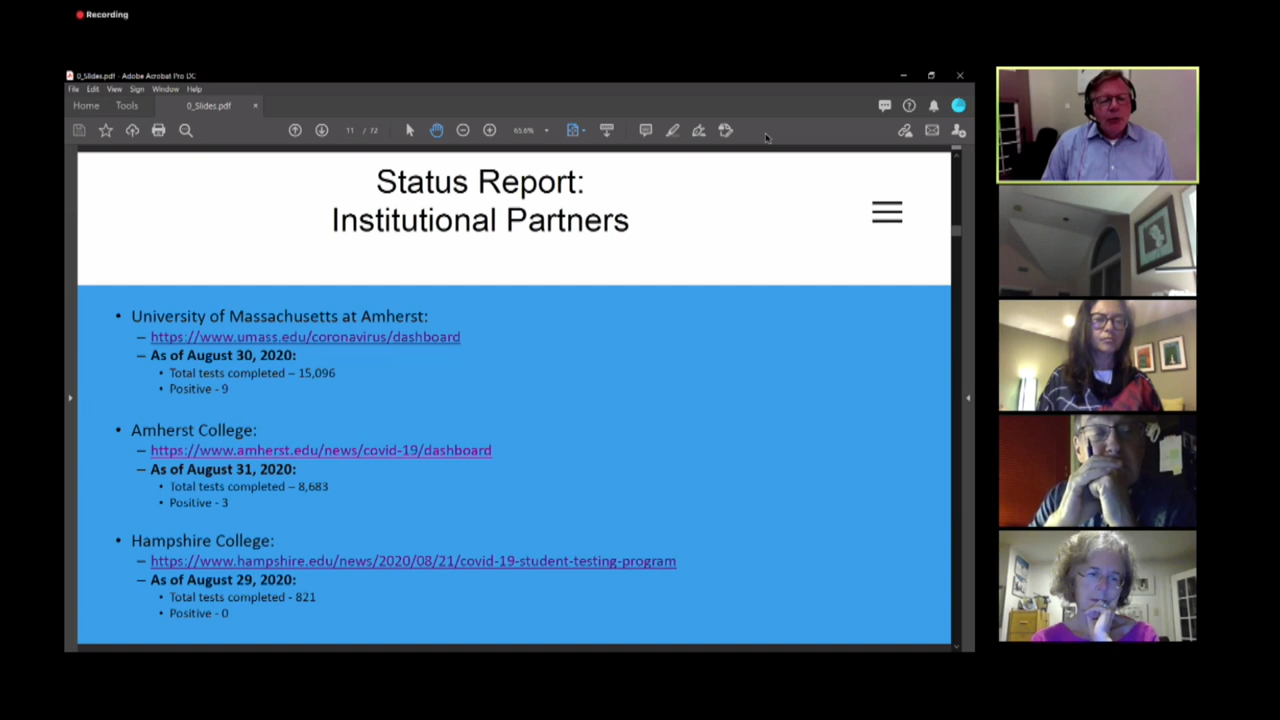 Recording
0_Slides.pdf - Adobe Acrobat Pro DC
File Edit View Sign Window Help
Home Tools 0_Slides.pdf ×
11 / 72 65.6%
Status Report:
Institutional Partners
• University of Massachusetts at Amherst:
– https://www.umass.edu/coronavirus/dashboard
– As of August 30, 2020:
• Total tests completed – 15,096
• Positive - 9
• Amherst College:
– https://www.amherst.edu/news/covid-19/dashboard
– As of August 31, 2020:
• Total tests completed – 8,683
• Positive - 3
• Hampshire College:
– https://www.hampshire.edu/news/2020/08/21/covid-19-student-testing-program
– As of August 29, 2020:
• Total tests completed - 821
• Positive - 0